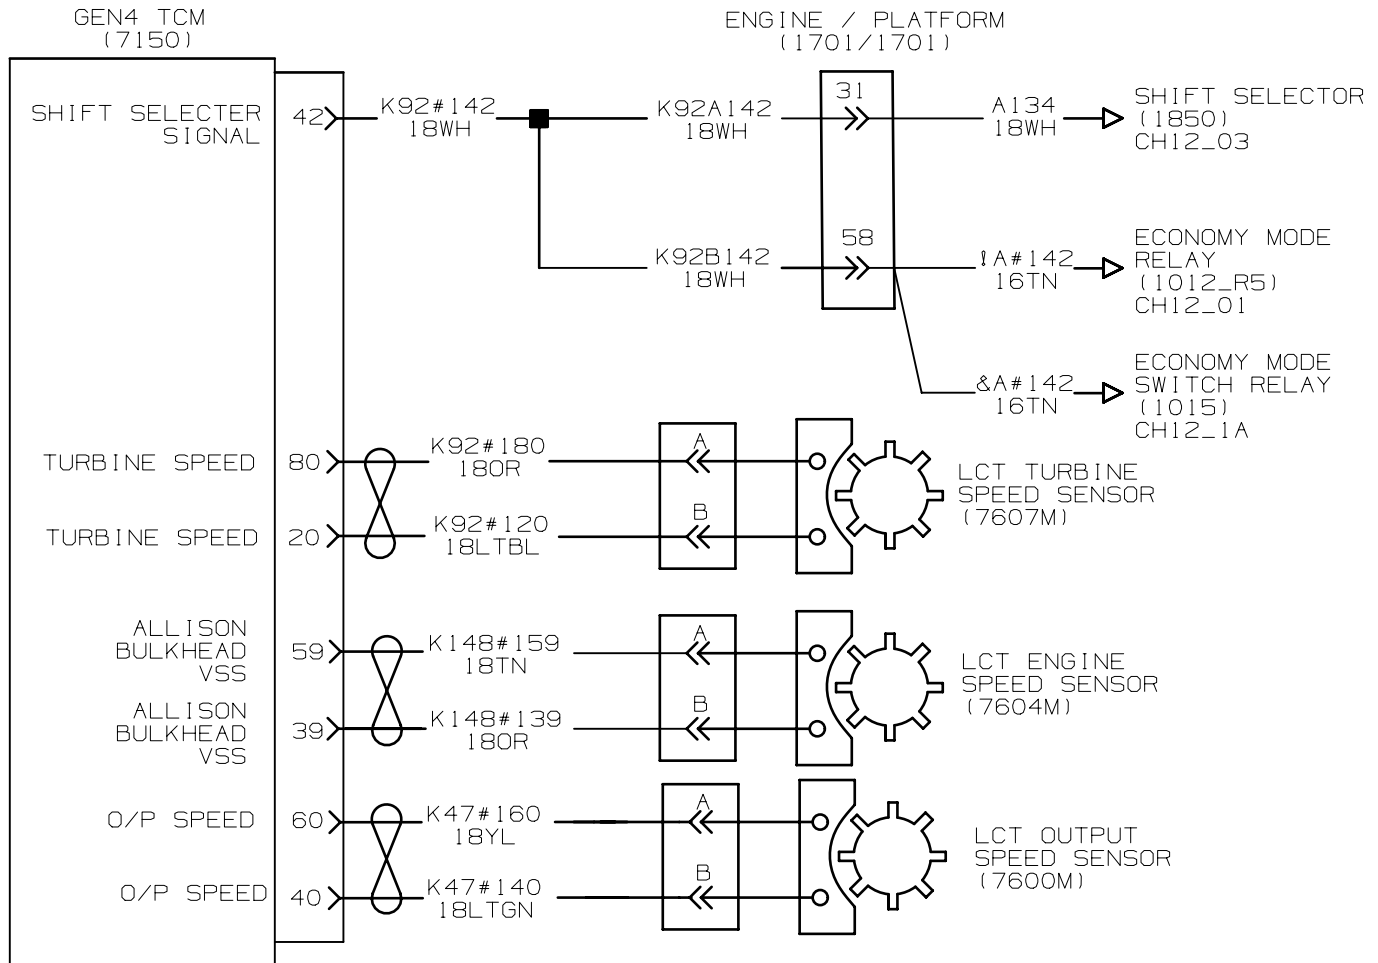 GEN4 TCM
(7150)
ENGINE / PLATFORM
(1701/1701)
SHIFT SELECTER
SIGNAL
42
K92#142
18WH
K92A142
18WH
31
A134
18WH
SHIFT SELECTOR
(1850)
CH12_03
K92B142
18WH
58
!A#142
16TN
ECONOMY MODE
RELAY
(1012_R5)
CH12_01
&A#142
16TN
ECONOMY MODE
SWITCH RELAY
(1015)
CH12_1A
TURBINE SPEED
80
K92#180
18OR
A
TURBINE SPEED
20
K92#120
18LTBL
B
LCT TURBINE
SPEED SENSOR
(7607M)
ALLISON
BULKHEAD
VSS
59
K148#159
18TN
A
ALLISON
BULKHEAD
VSS
39
K148#139
18OR
B
LCT ENGINE
SPEED SENSOR
(7604M)
O/P SPEED
60
K47#160
18YL
A
O/P SPEED
40
K47#140
18LTGN
B
LCT OUTPUT
SPEED SENSOR
(7600M)